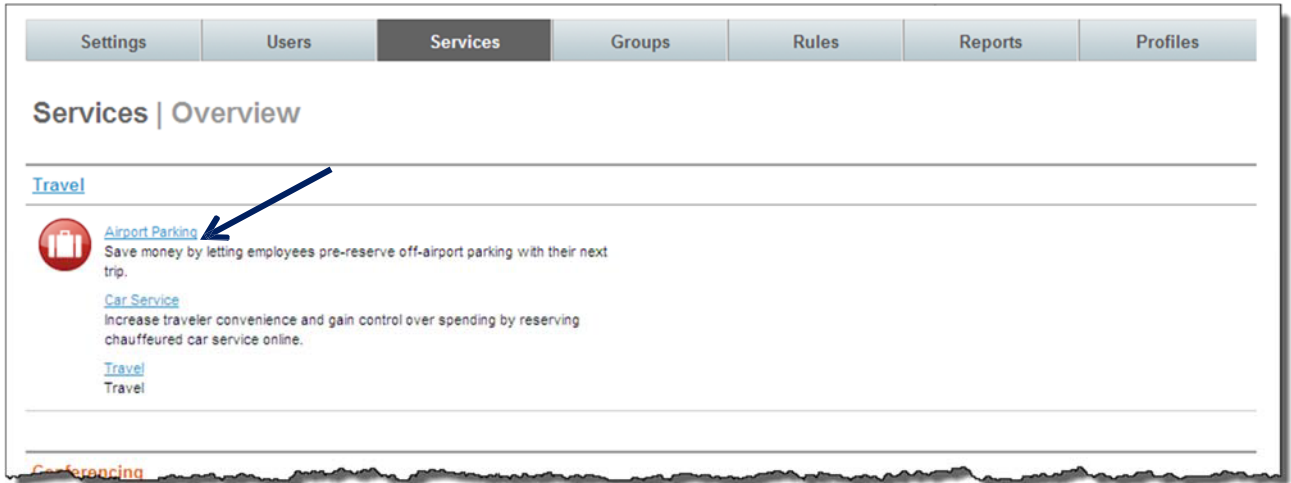 Settings Users Services Groups Rules Reports Profiles
Services | Overview
Travel
Airport Parking
Save money by letting employees pre-reserve off-airport parking with their next
trip.
Car Service
Increase traveler convenience and gain control over spending by reserving
chauffeured car service online.
Travel
Travel
Conferencing